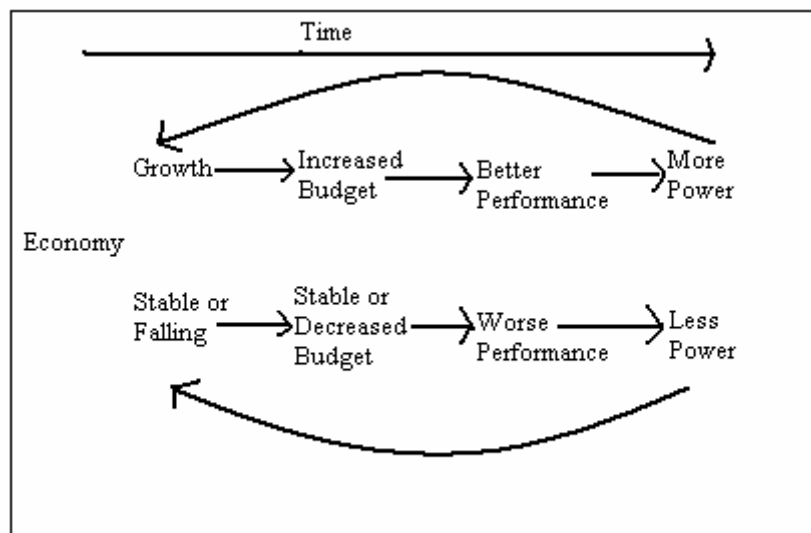 Time
Growth
Increased
Budget
Better
Performance
More
Power
Economy
Stable or
Falling
Stable or
Decreased
Budget
Worse
Performance
Less
Power